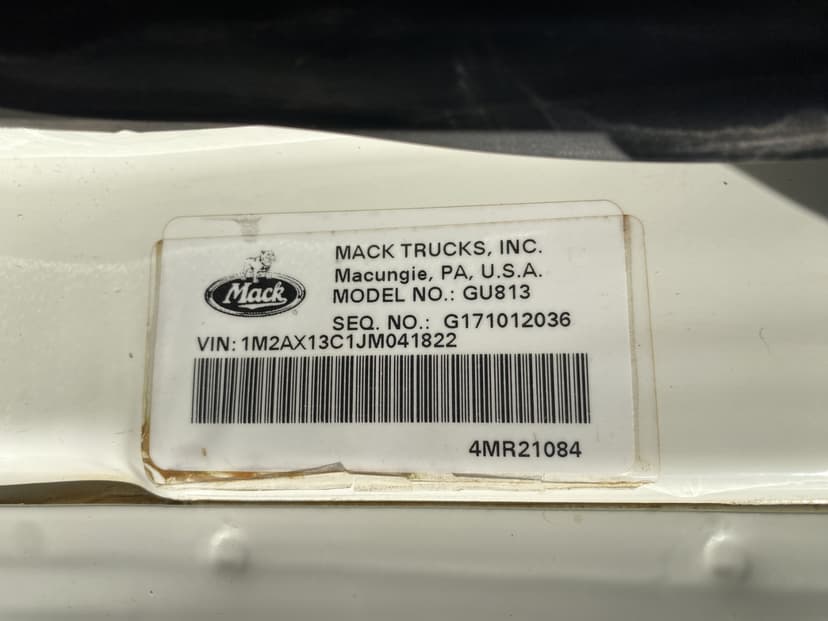 MACK TRUCKS, INC.
Macungie, PA, U.S.A.
Mack
MODEL NO.: GU813
SEQ. NO.: G171012036
VIN: 1M2AX13C1JM041822
4MR21084